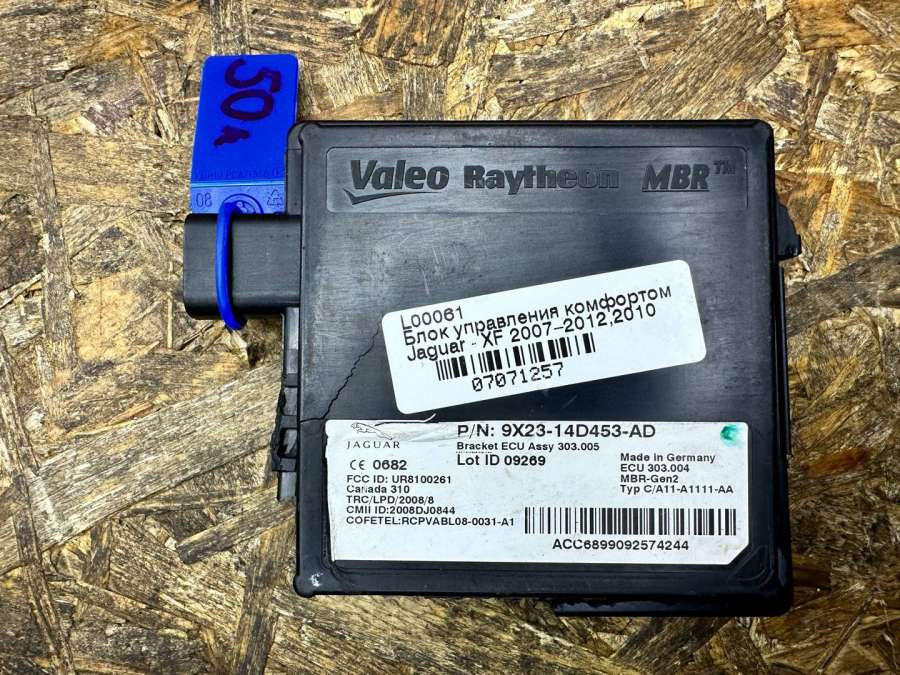 50
80
Valeo Raytheon MBR™
L00061
Блок управления комфортом
Jaguar - XF 2007-2012,2010
07071257
JAGUAR
P/N: 9X23-14D453-AD
Bracket ECU Assy 303.005
Lot ID 09269
CE 0682
FCC ID: UR8100261
Canada 310
TRC/LPD/2008/8
CMII ID:2008DJ0844
COFETEL:RCPVABL08-0031-A1
Made in Germany
ECU 303.004
MBR-Gen2
Typ C/A11-A1111-AA
ACC6899092574244